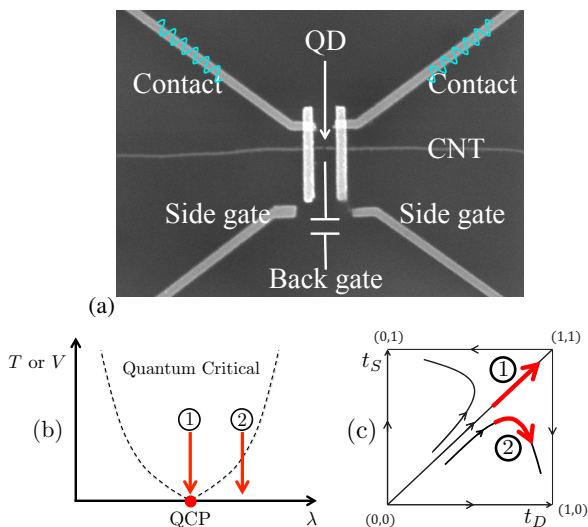 QD
Contact
Contact
CNT
Side gate
Side gate
Back gate
(a)
T or V
Quantum Critical
1
2
(b)
QCP
λ
(0,1)
(1,1)
t_S
1
(c)
2
(0,0)
t_D
(1,0)